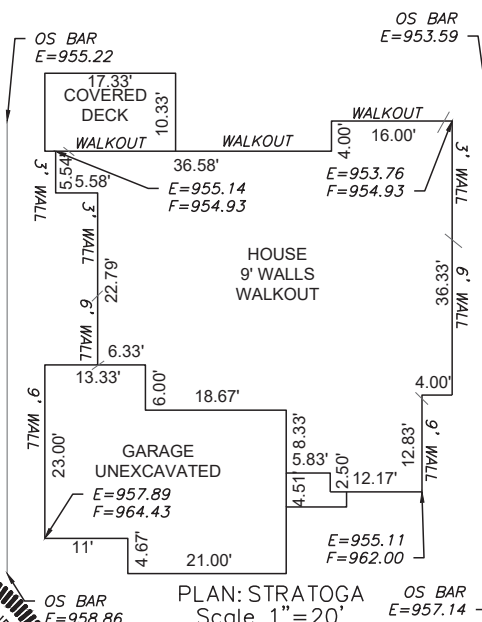 OS BAR
E=953.59
OS BAR
E=955.22
17.33'
COVERED
DECK
10.33'
WALKOUT
WALKOUT
WALKOUT
16.00'
4.00'
36.58'
3' WALL
5.54'
5.58'
E=955.14
F=954.93
E=953.76
F=954.93
3' WALL
3' WALL
HOUSE
9' WALLS
WALKOUT
22.79'
36.33'
6' WALL
6' WALL
6.33'
13.33'
4.00'
6.00'
18.67'
9' WALL
23.00'
GARAGE
UNEXCAVATED
8.33'
5.83'
12.83'
9' WALL
2.50'
12.17'
4.51'
E=957.89
F=964.43
11'
4.67'
21.00'
E=955.11
F=962.00
PLAN: STRATOGA
Scale 1"=20'
OS BAR
E=958.86
OS BAR
E=957.14